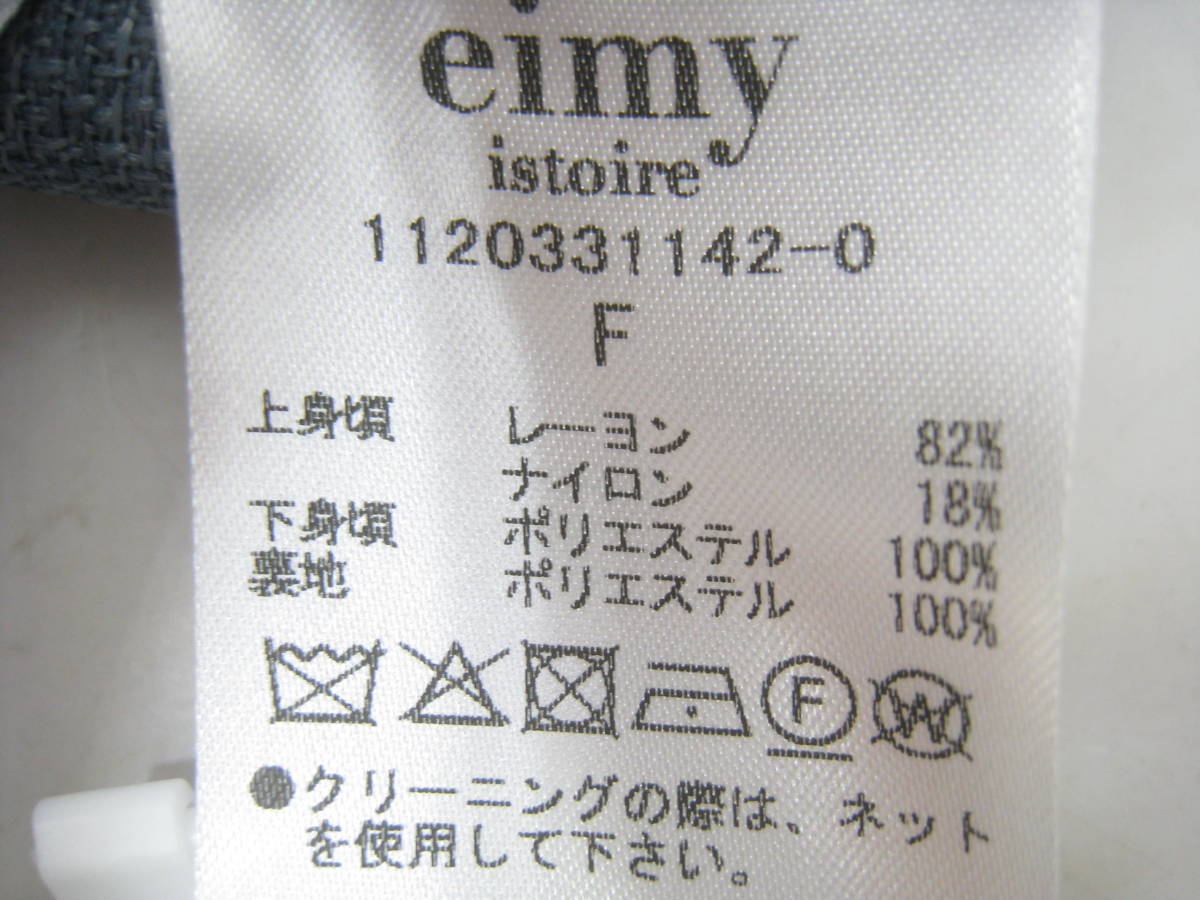 eimy
istoire
1120331142-0
F
上身頃 レーヨン 82%
ナイロン 18%
下身頃 ポリエステル 100%
裏地 ポリエステル 100%
F W
●クリーニングの際は、ネット
を使用して下さい。